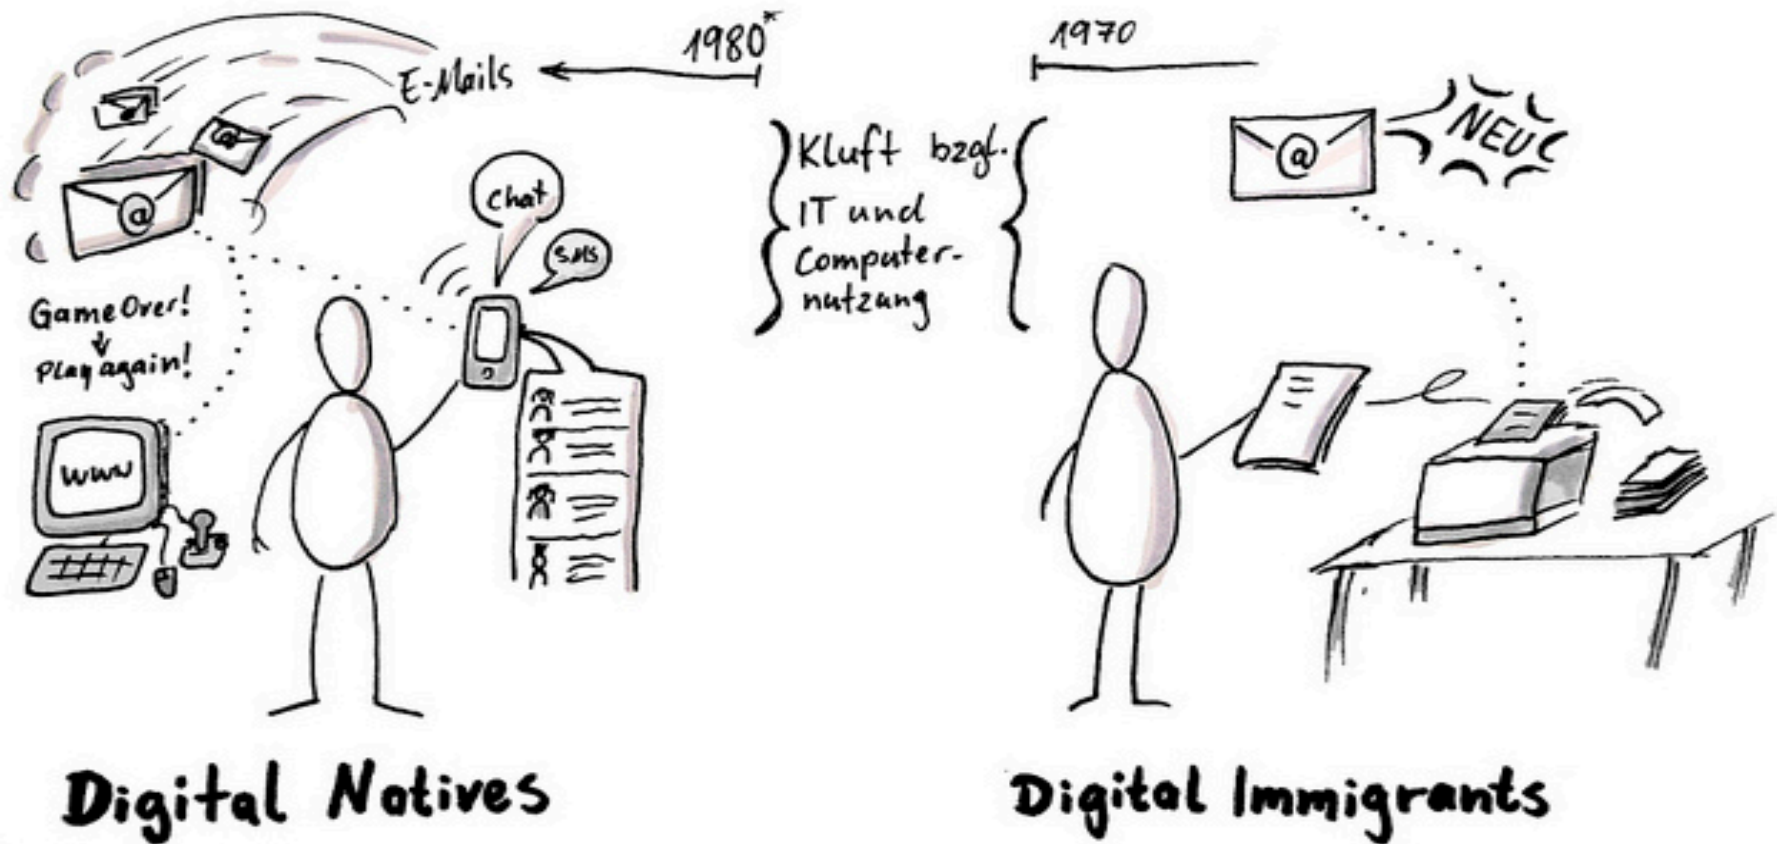 E-Mails
1980*
1970
@
@
NEU
@
Kluft bzgl.
IT und
Computer-
nutzung
Chat
SMS
Game Over!
Play again!
www
Digital Natives
Digital Immigrants